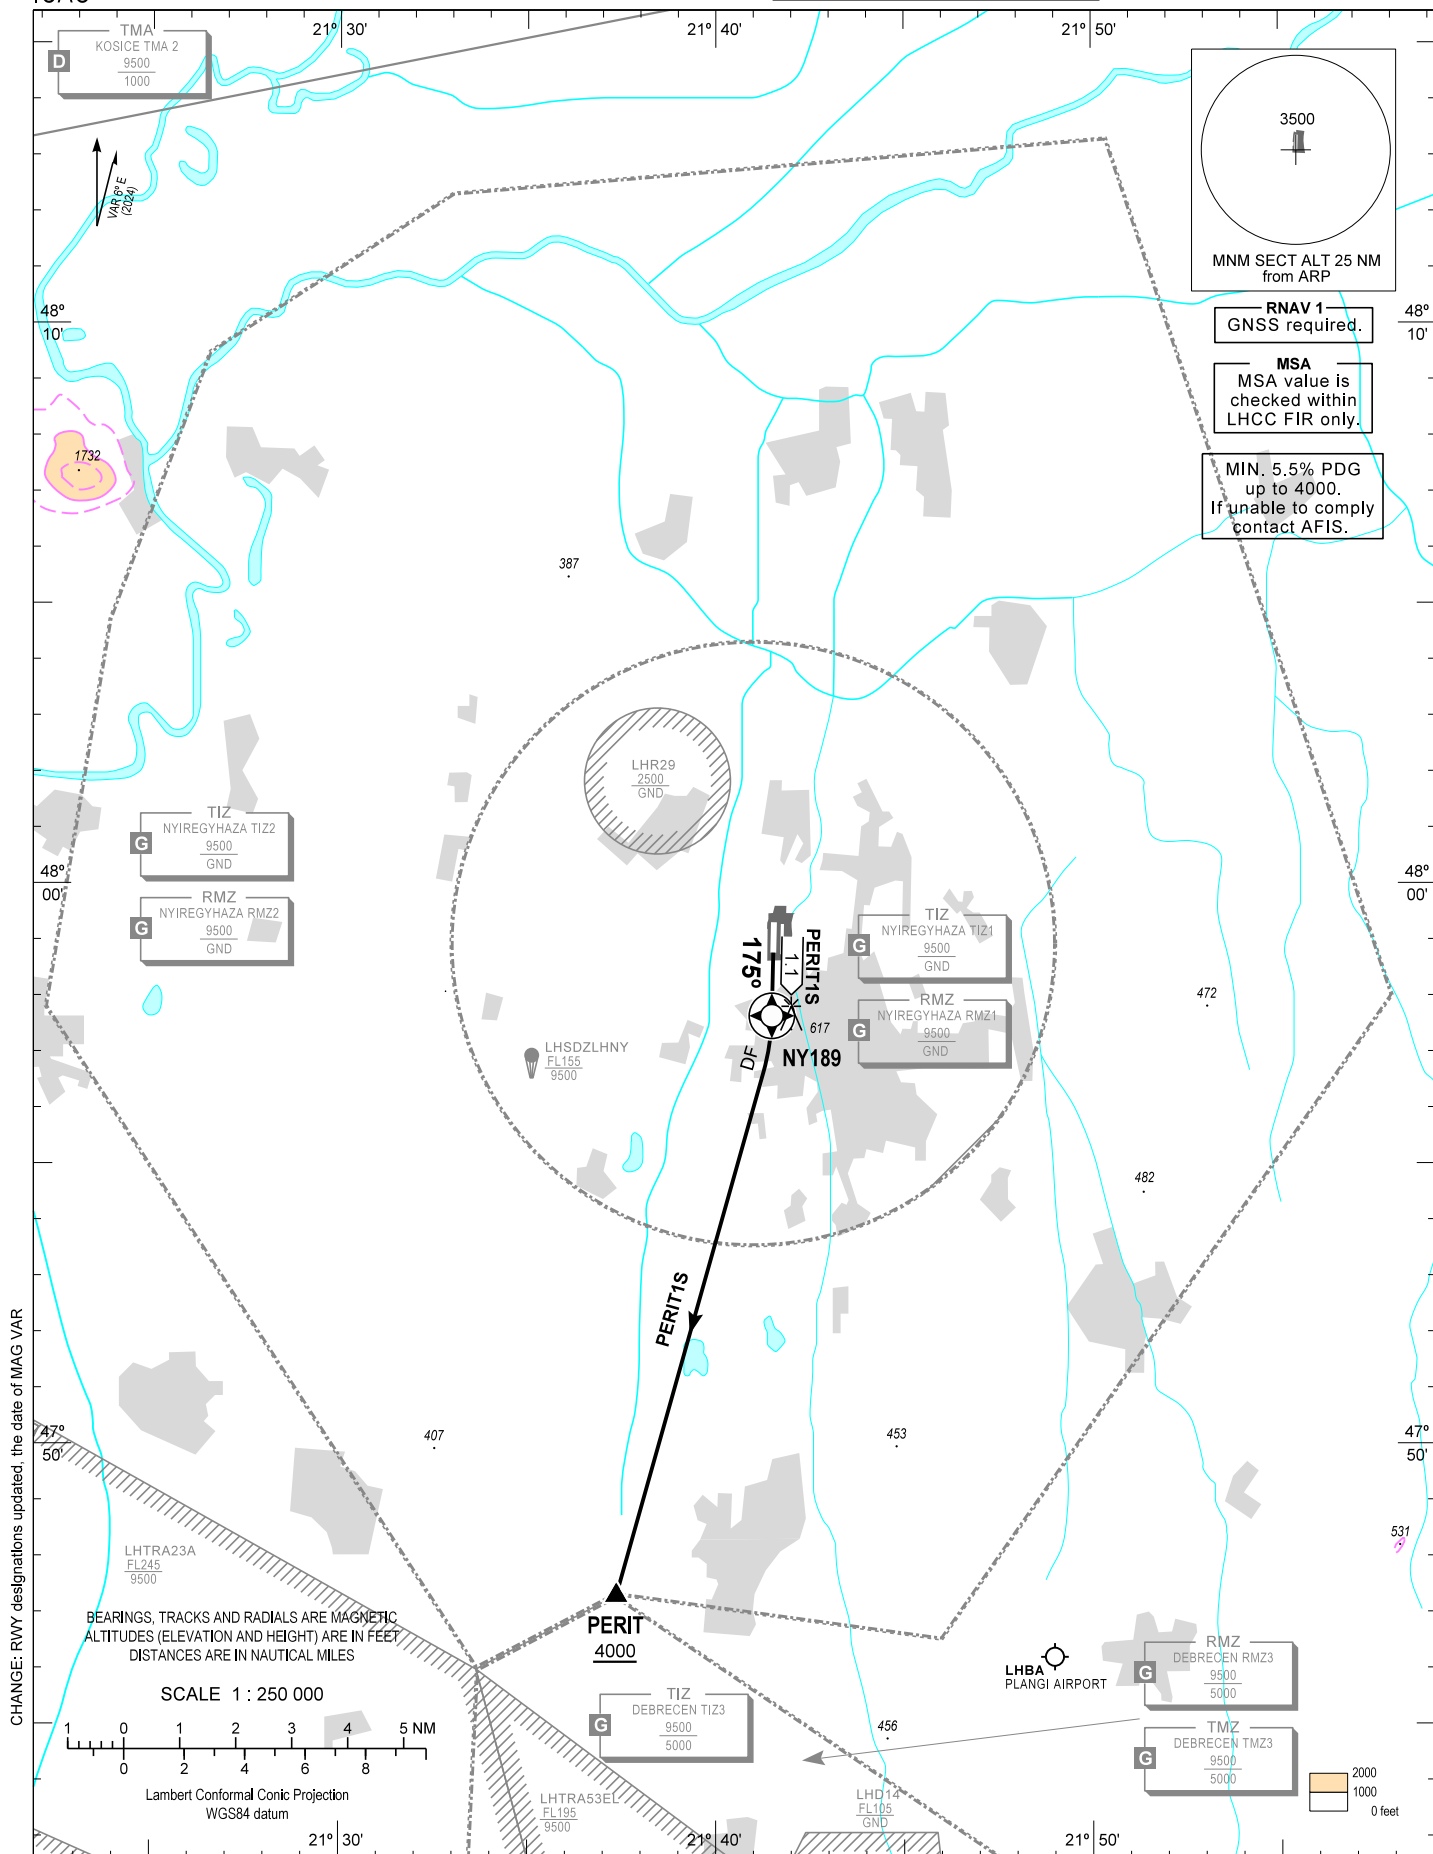 21° 30'
21° 40'
21° 50'
TMA
KOSICE TMA 2
D
9500
1000
VAR 6° E
(2024)
3500
MNM SECT ALT 25 NM
from ARP
48°
10'
48°
10'
RNAV 1
GNSS required.
MSA
MSA value is
checked within
LHCC FIR only.
MIN. 5.5% PDG
up to 4000.
If unable to comply
contact AFIS.
1732
387
LHR29
2500
GND
TIZ
NYIREGYHAZA TIZ2
G
9500
GND
48°
00'
48°
00'
RMZ
NYIREGYHAZA RMZ2
G
9500
GND
TIZ
NYIREGYHAZA TIZ1
G
9500
GND
RMZ
NYIREGYHAZA RMZ1
G
9500
GND
175°
1.1
PERIT1S
617
NY189
DF
472
LHSDZLHNY
FL155
9500
482
PERIT1S
407
453
47°
50'
47°
50'
531
LHTRA23A
FL245
9500
PERIT
4000
BEARINGS, TRACKS AND RADIALS ARE MAGNETIC
ALTITUDES (ELEVATION AND HEIGHT) ARE IN FEET
DISTANCES ARE IN NAUTICAL MILES
SCALE 1 : 250 000
1 0 1 2 3 4 5 NM
0 2 4 6 8
Lambert Conformal Conic Projection
WGS84 datum
LHBA
PLANGI AIRPORT
RMZ
DEBRECEN RMZ3
G
9500
5000
TIZ
DEBRECEN TIZ3
G
9500
5000
456
TMZ
DEBRECEN TMZ3
G
9500
5000
2000
1000
0 feet
LHTRA53EL
FL195
9500
LHD14
FL105
GND
21° 30'
21° 40'
21° 50'
CHANGE: RWY designations updated, the date of MAG VAR